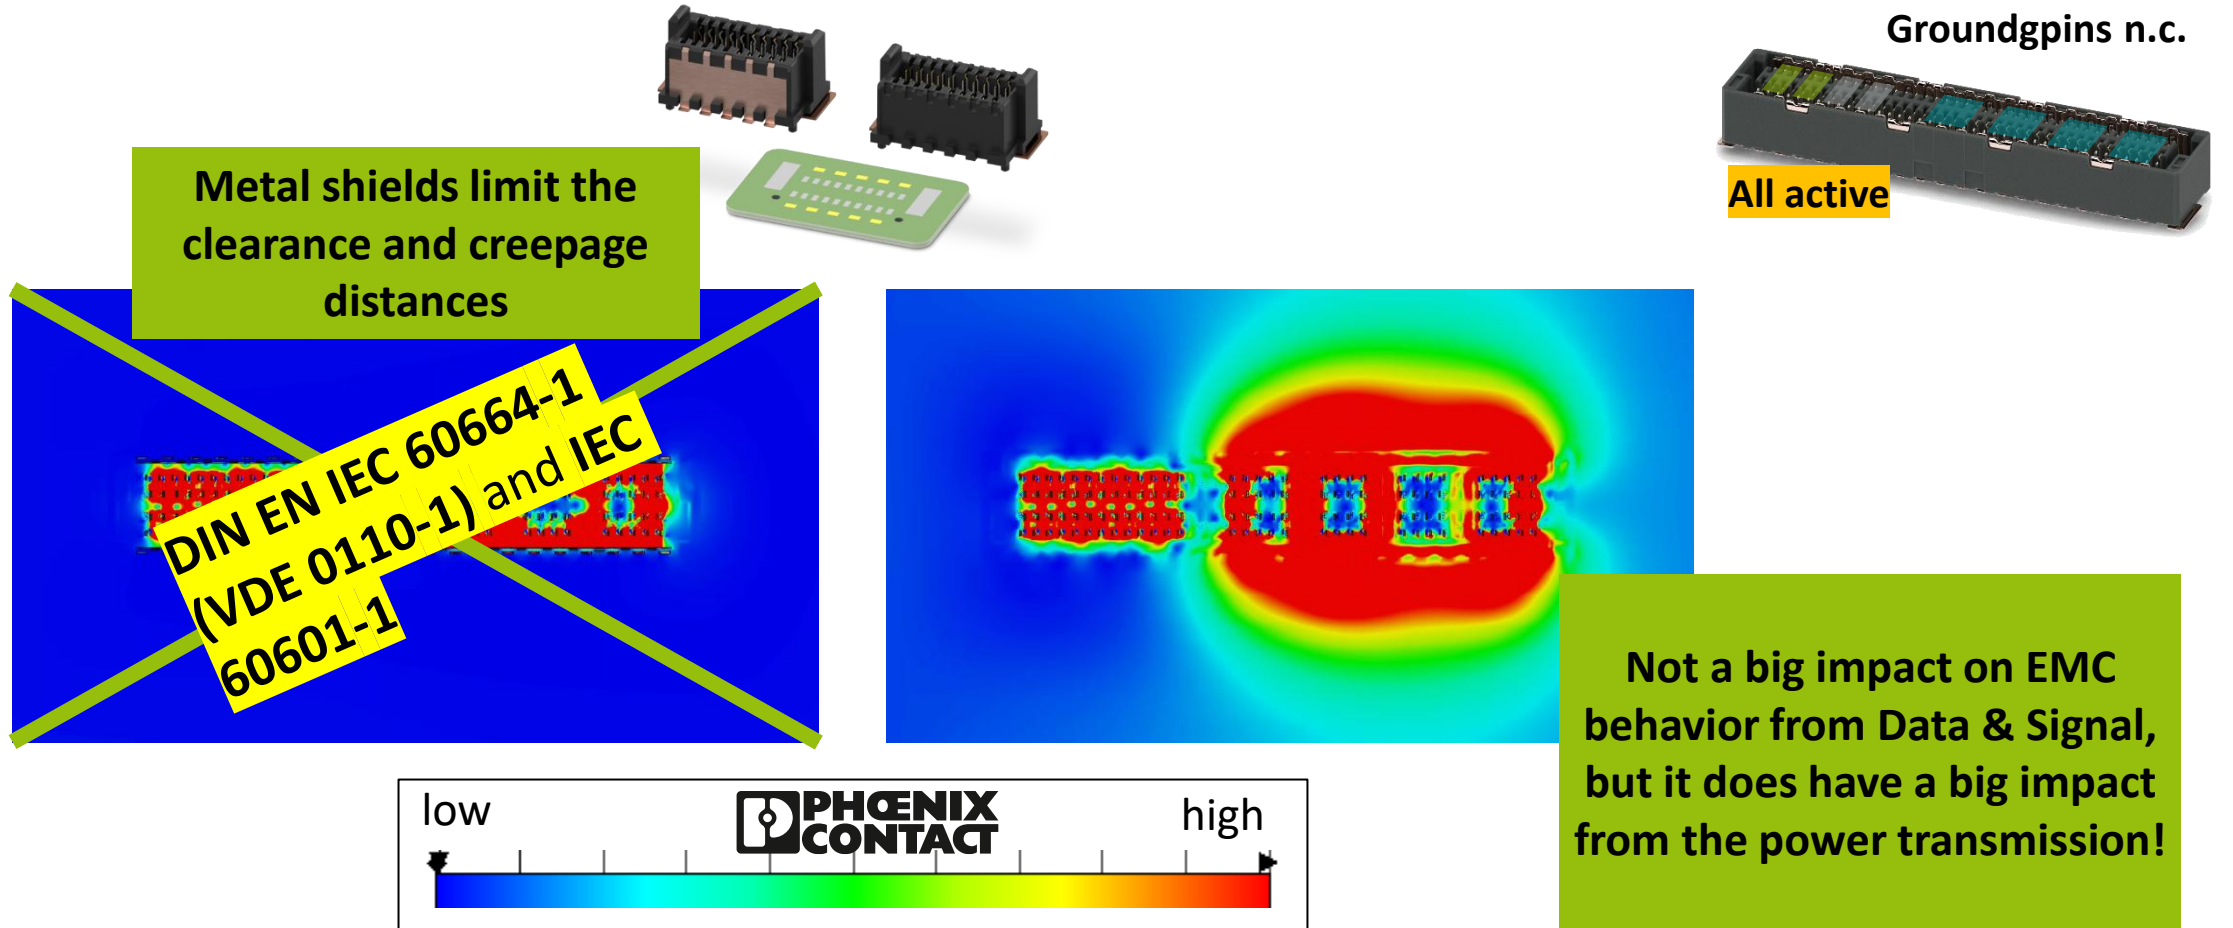 Groundgpins n.c.
All active
Metal shields limit the
clearance and creepage
distances
DIN EN IEC 60664-1
(VDE 0110-1) and IEC
60601-1
Not a big impact on EMC
behavior from Data & Signal,
but it does have a big impact
from the power transmission!
low
PHŒNIX
CONTACT
high